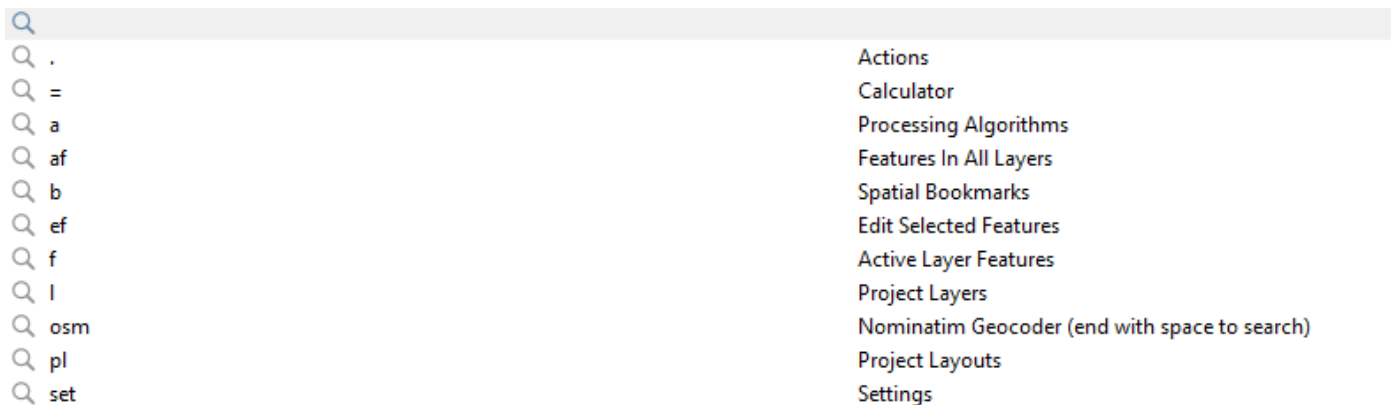 . Actions
= Calculator
a Processing Algorithms
af Features In All Layers
b Spatial Bookmarks
ef Edit Selected Features
f Active Layer Features
l Project Layers
osm Nominatim Geocoder (end with space to search)
pl Project Layouts
set Settings